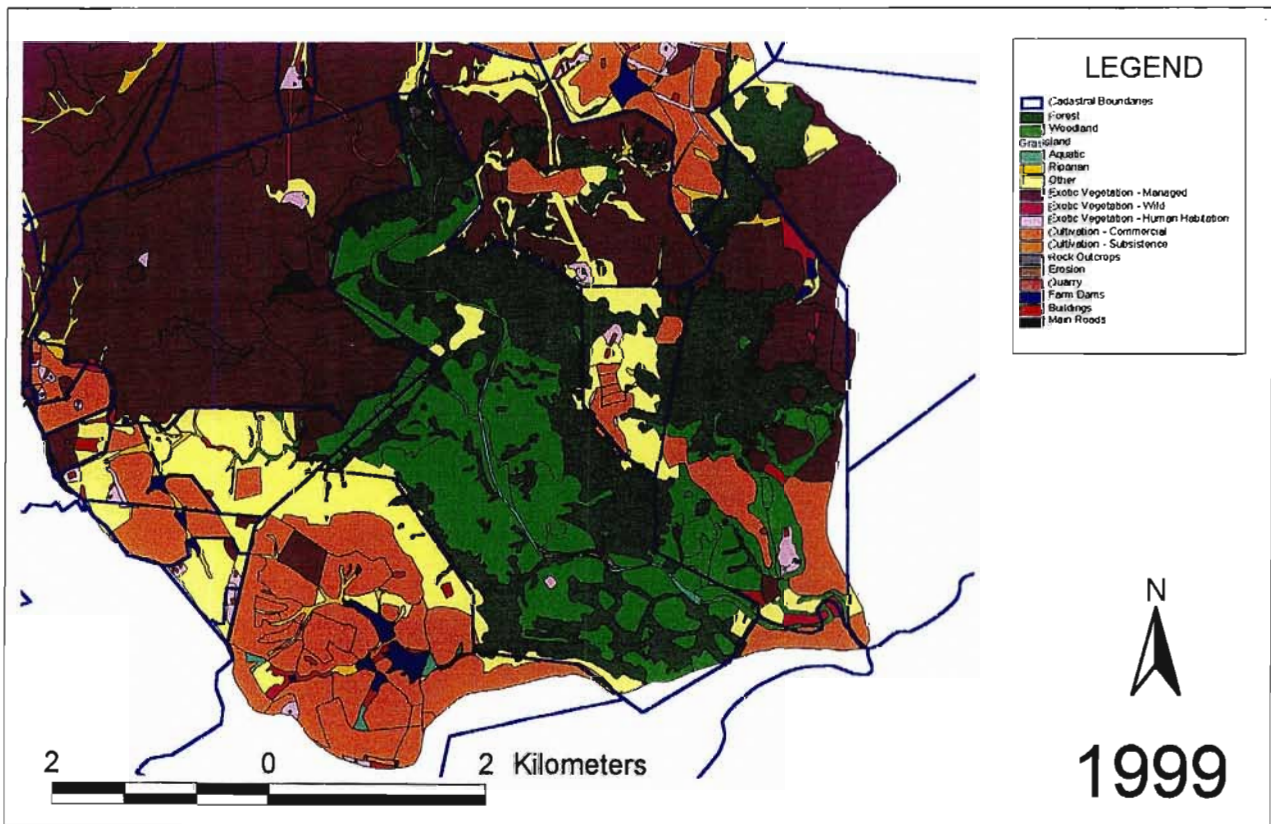 LEGEND
Cadastral Boundaries
Forest
Woodland
Grassland
Aquatic
Riparian
Other
Exotic Vegetation - Managed
Exotic Vegetation - Wild
Exotic Vegetation - Human Habitation
Cultivation - Commercial
Cultivation - Subsistence
Rock Outcrops
Erosion
Quarry
Farm Dams
Buildings
Main Roads
N
2 0 2 Kilometers
1999